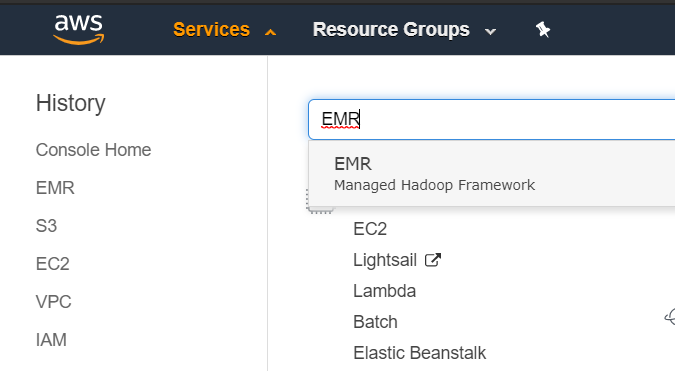 aws
Services
Resource Groups
History
Console Home
EMR
S3
EC2
VPC
IAM
EMR
EMR
Managed Hadoop Framework
EC2
Lightsail
Lambda
Batch
Elastic Beanstalk